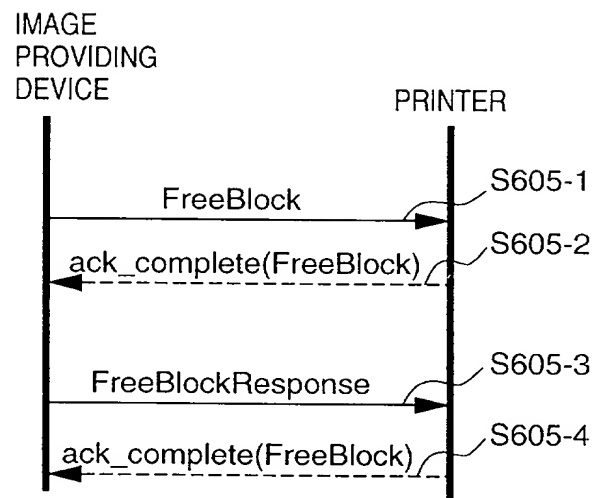 IMAGE
PROVIDING
DEVICE
PRINTER
S605-1
FreeBlock
S605-2
ack_complete(FreeBlock)
S605-3
FreeBlockResponse
S605-4
ack_complete(FreeBlock)